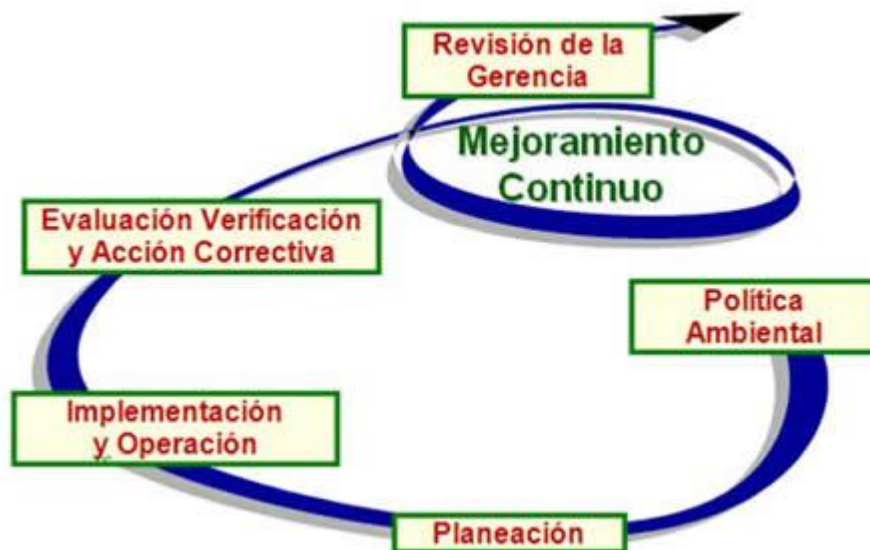 Revisión de la
Gerencia
Mejoramiento
Continuo
Evaluación Verificación
y Acción Correctiva
Política
Ambiental
Implementación
y Operación
Planeación